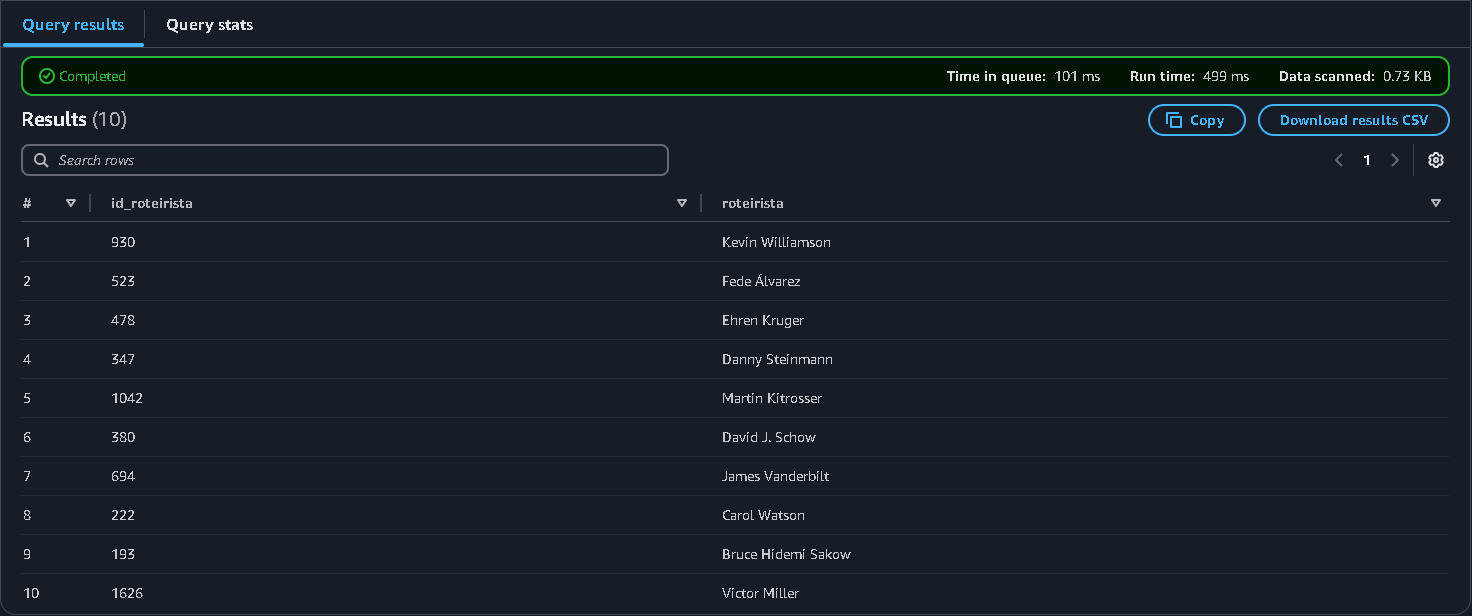 Query results Query stats
Completed Time in queue: 101 ms Run time: 499 ms Data scanned: 0.73 KB
Results (10) Copy Download results CSV
Search rows 1
# id_roteirista roteirista
1 930 Kevin Williamson
2 523 Fede Álvarez
3 478 Ehren Kruger
4 347 Danny Steinmann
5 1042 Martin Kitrosser
6 380 David J. Schow
7 694 James Vanderbilt
8 222 Carol Watson
9 193 Bruce Hidemi Sakow
10 1626 Victor Miller